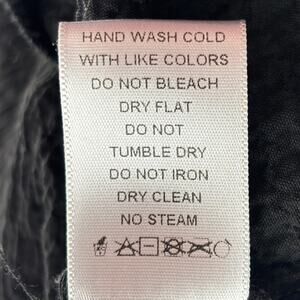 HAND WASH COLD
WITH LIKE COLORS
DO NOT BLEACH
DRY FLAT
DO NOT
TUMBLE DRY
DO NOT IRON
DRY CLEAN
NO STEAM